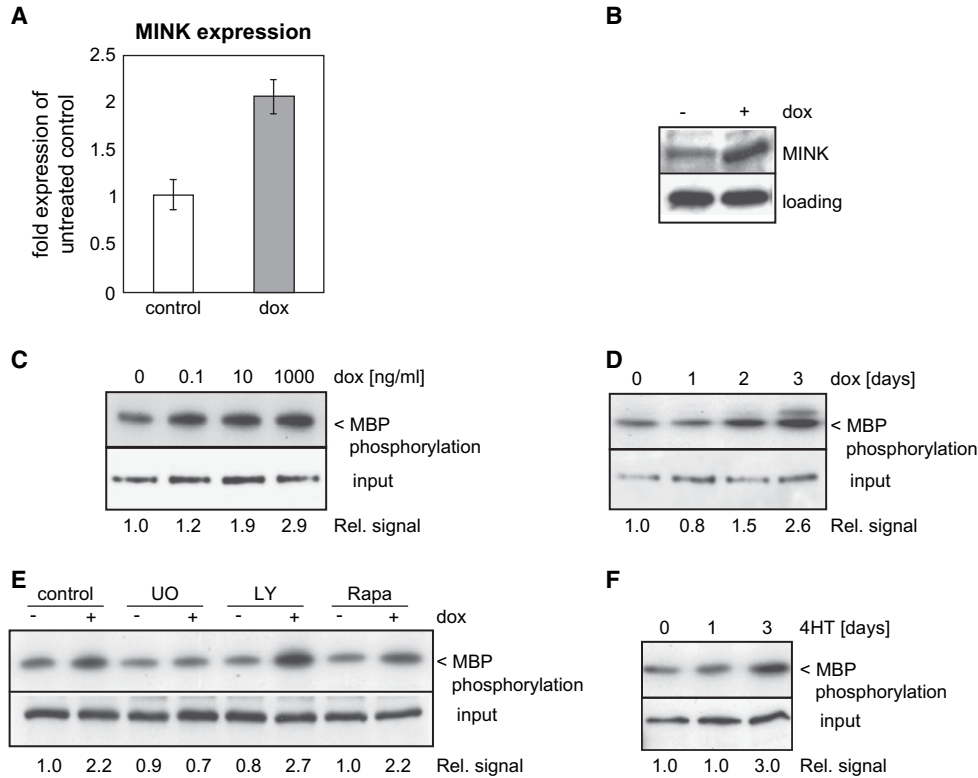 A
MINK expression
fold expression of
untreated control
2.5
2
1.5
1
0.5
0
control dox
B
- + dox
MINK
loading
C
0 0.1 10 1000 dox [ng/ml]
< MBP
phosphorylation
input
1.0 1.2 1.9 2.9 Rel. signal
D
0 1 2 3 dox [days]
< MBP
phosphorylation
input
1.0 0.8 1.5 2.6 Rel. signal
E
control UO LY Rapa
- + - + - + - + dox
< MBP
phosphorylation
input
1.0 2.2 0.9 0.7 0.8 2.7 1.0 2.2 Rel. signal
F
0 1 3 4HT [days]
< MBP
phosphorylation
input
1.0 1.0 3.0 Rel. signal